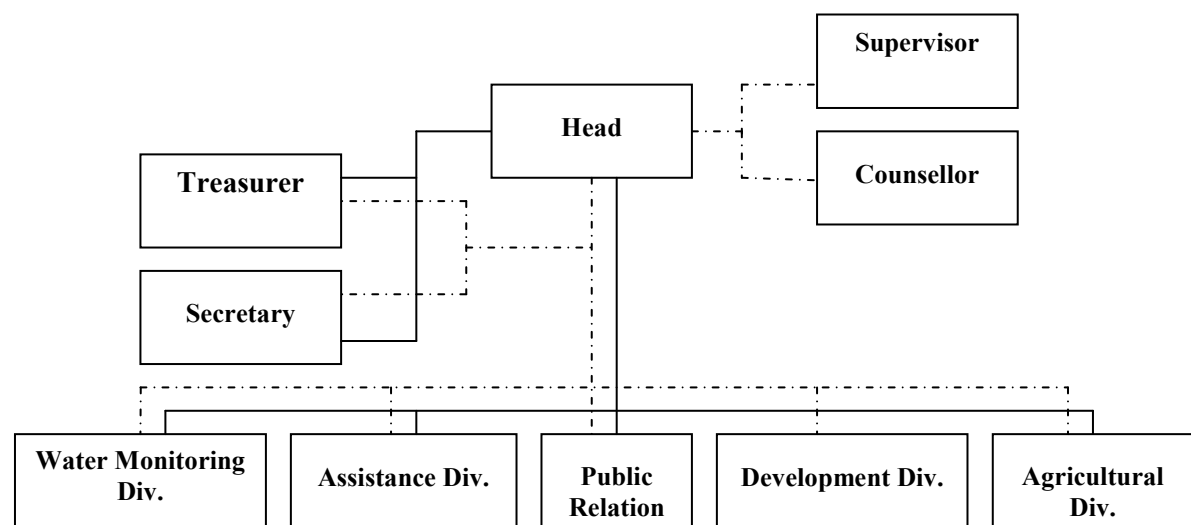 Supervisor
Head
Counsellor
Treasurer
Secretary
Water Monitoring
Div.
Assistance Div.
Public
Relation
Development Div.
Agricultural
Div.